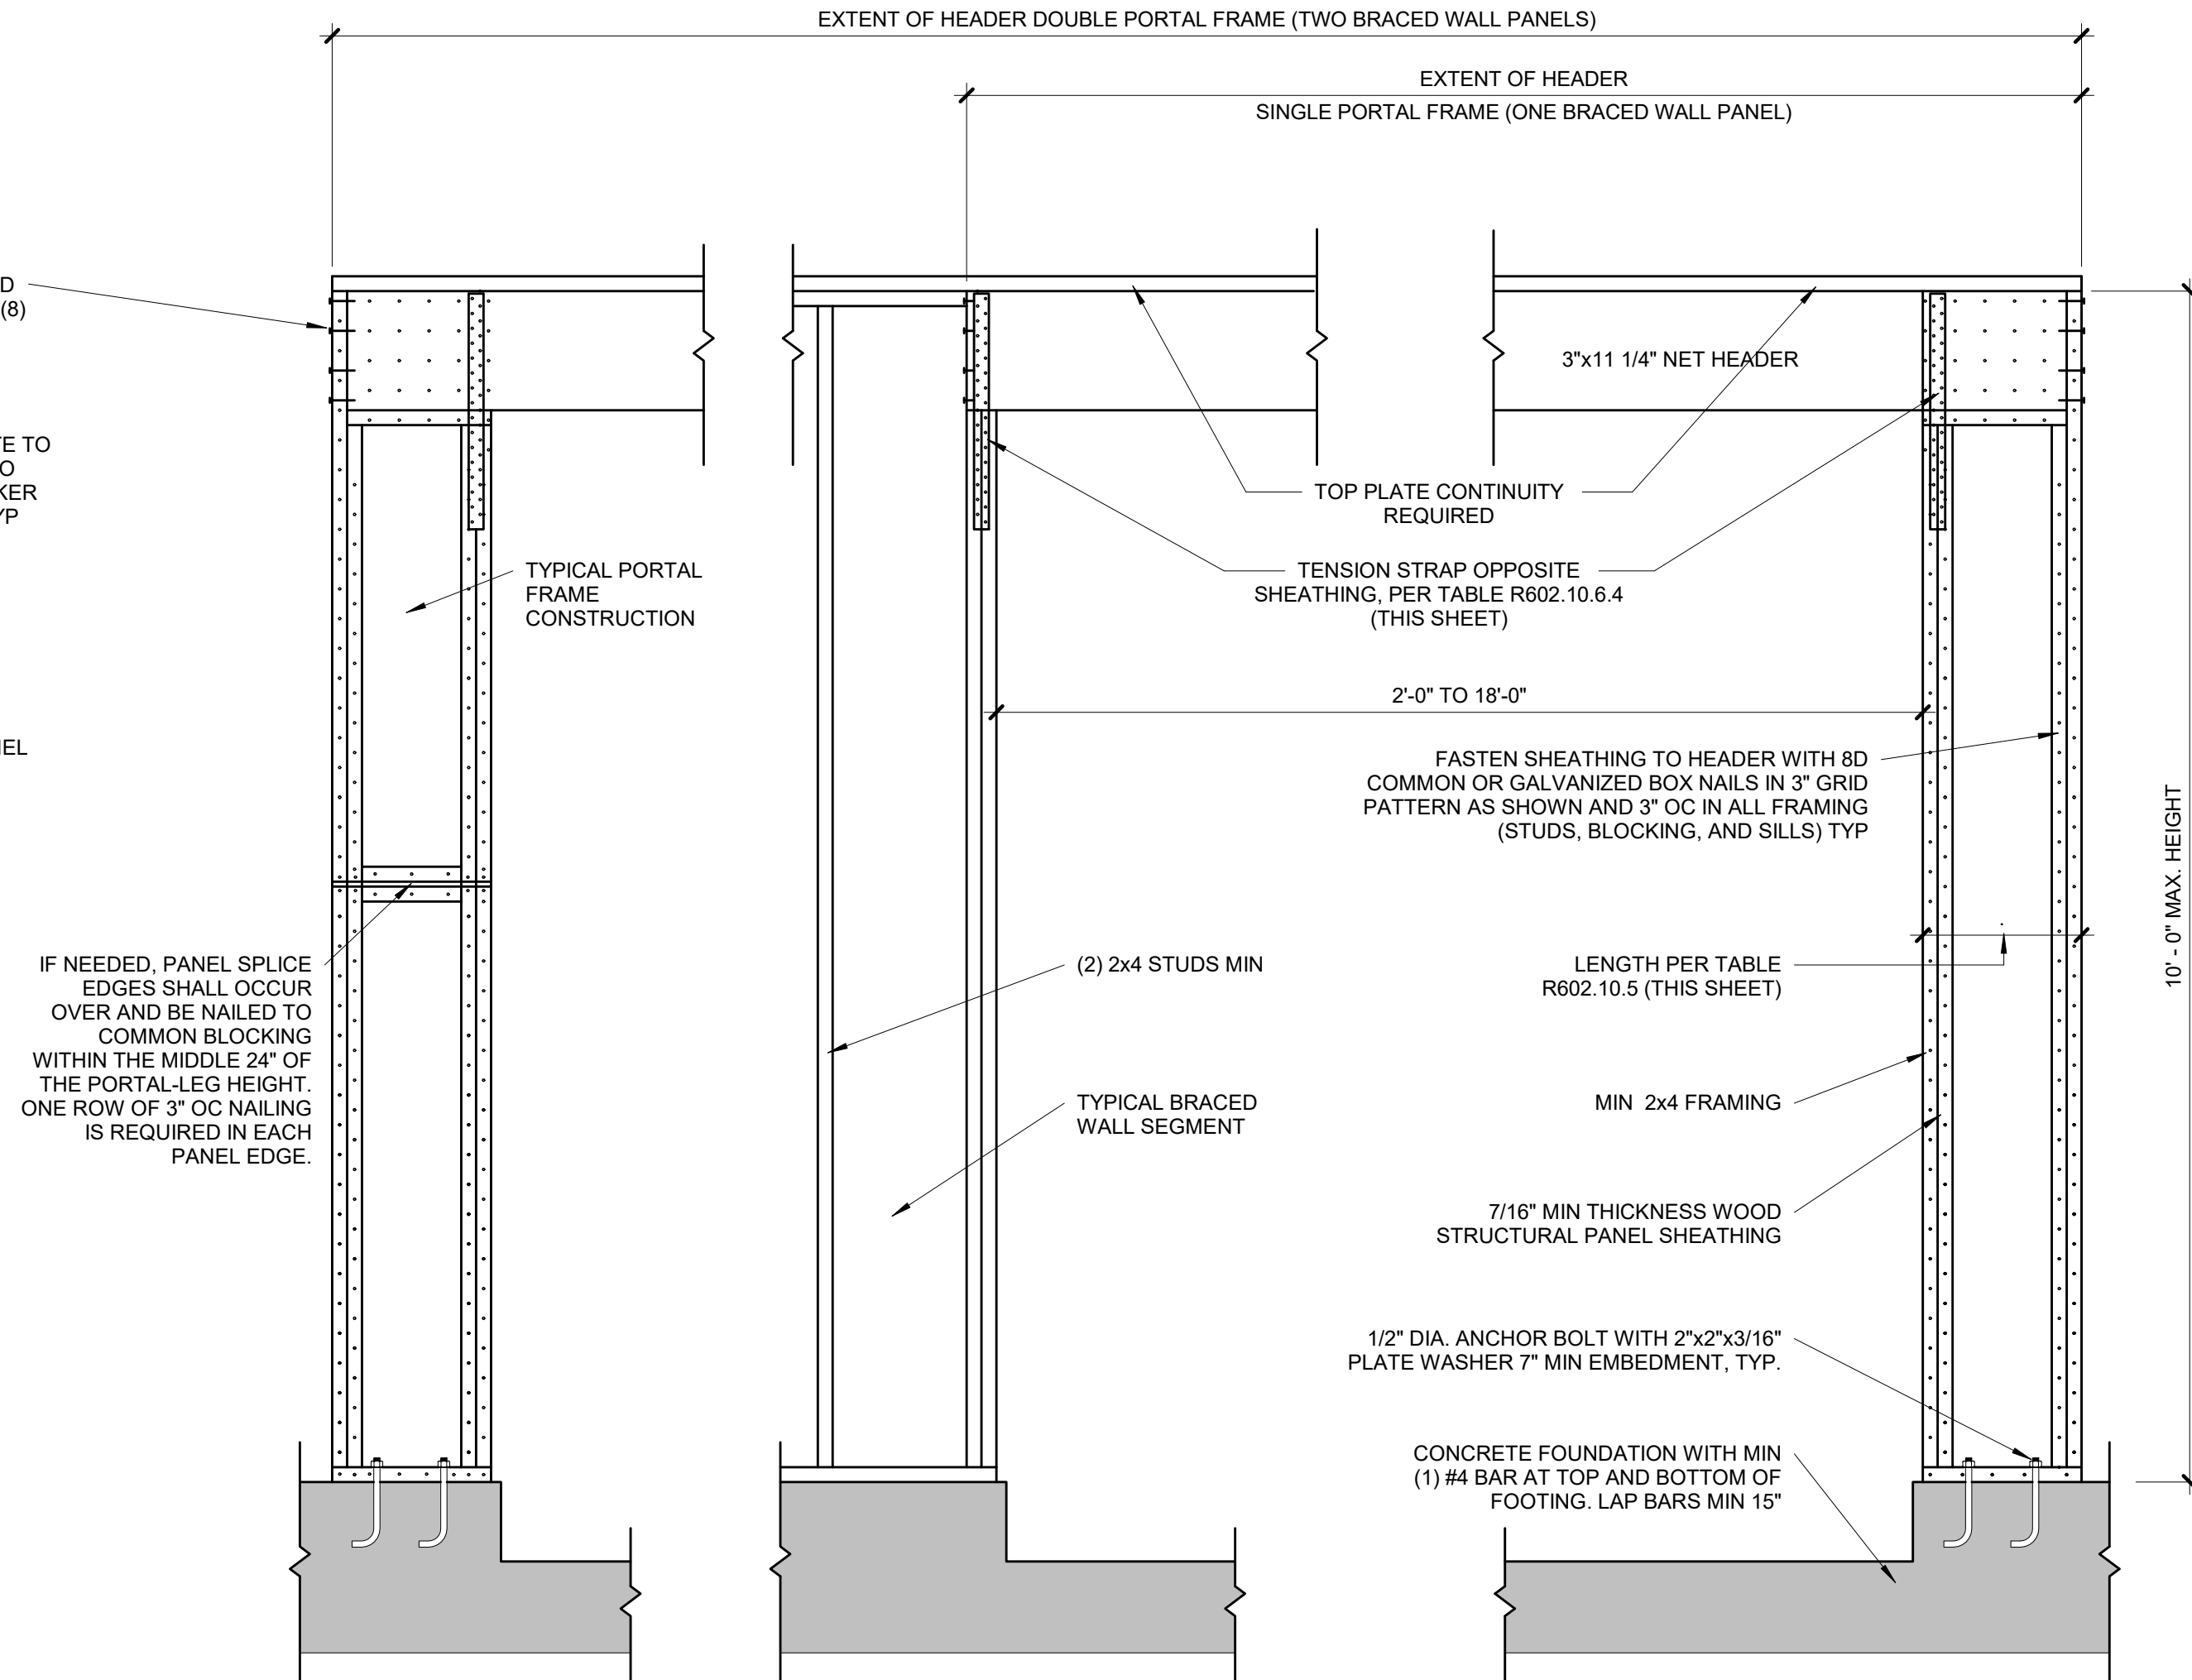 EXTENT OF HEADER DOUBLE PORTAL FRAME (TWO BRACED WALL PANELS)
EXTENT OF HEADER
SINGLE PORTAL FRAME (ONE BRACED WALL PANEL)
D
(8)
TE TO
O
KER
YP
NEL
3"x11 1/4" NET HEADER
TOP PLATE CONTINUITY
REQUIRED
TYPICAL PORTAL
FRAME
CONSTRUCTION
TENSION STRAP OPPOSITE
SHEATHING, PER TABLE R602.10.6.4
(THIS SHEET)
2'-0" TO 18'-0"
FASTEN SHEATHING TO HEADER WITH 8D
COMMON OR GALVANIZED BOX NAILS IN 3" GRID
PATTERN AS SHOWN AND 3" OC IN ALL FRAMING
(STUDS, BLOCKING, AND SILLS) TYP
10' - 0" MAX. HEIGHT
IF NEEDED, PANEL SPLICE
EDGES SHALL OCCUR
OVER AND BE NAILED TO
COMMON BLOCKING
WITHIN THE MIDDLE 24" OF
THE PORTAL-LEG HEIGHT.
ONE ROW OF 3" OC NAILING
IS REQUIRED IN EACH
PANEL EDGE.
(2) 2x4 STUDS MIN
LENGTH PER TABLE
R602.10.5 (THIS SHEET)
TYPICAL BRACED
WALL SEGMENT
MIN  2x4 FRAMING
7/16" MIN THICKNESS WOOD
STRUCTURAL PANEL SHEATHING
1/2" DIA. ANCHOR BOLT WITH 2"x2"x3/16"
PLATE WASHER 7" MIN EMBEDMENT, TYP.
CONCRETE FOUNDATION WITH MIN
(1) #4 BAR AT TOP AND BOTTOM OF
FOOTING. LAP BARS MIN 15"